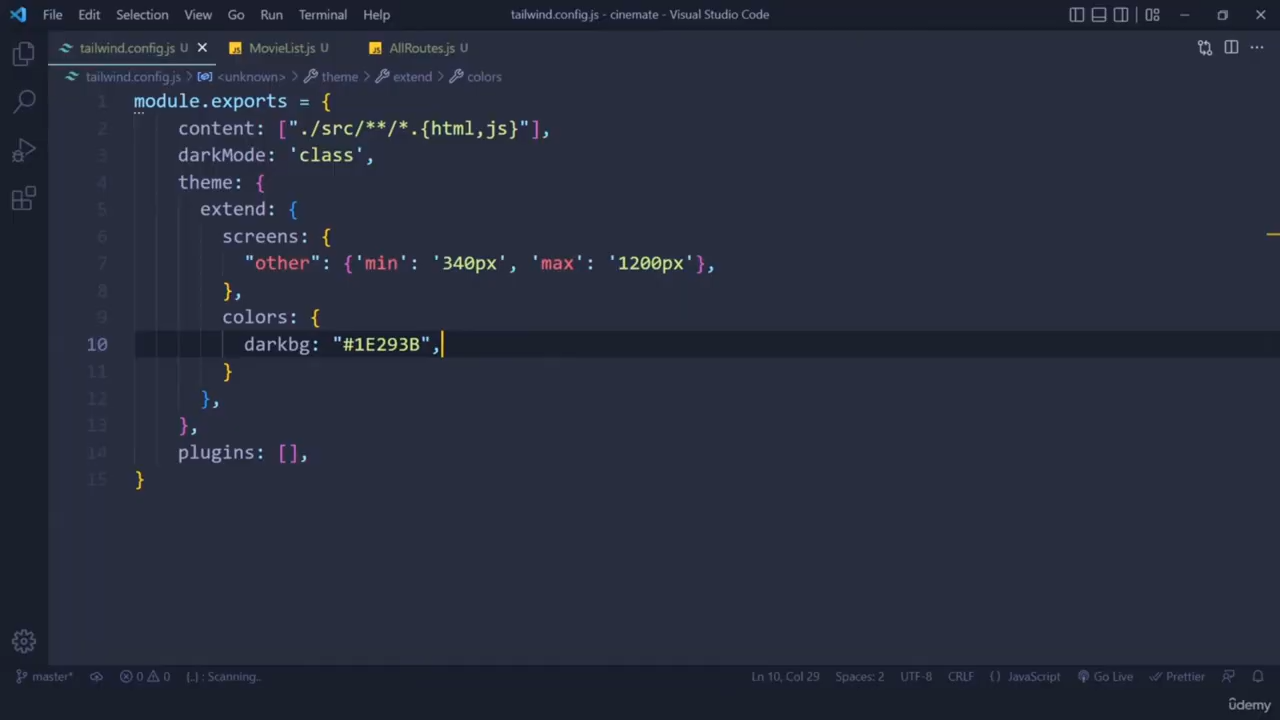 File Edit Selection View Go Run Terminal Help tailwind.config.js - cinemate - Visual Studio Code
tailwind.config.js U MovieList.js U AllRoutes.js U
tailwind.config.js > <unknown> > theme > extend > colors
1 module.exports = {
2 content: ["./src/**/*.{html,js}"],
3 darkMode: 'class',
4 theme: {
5 extend: {
6 screens: {
7 "other": {'min': '340px', 'max': '1200px'},
8 },
9 colors: {
10 darkbg: "#1E293B",
11 }
12 },
13 },
14 plugins: [],
15 }
master* 0 0 {..} : Scanning.. Ln 10, Col 29 Spaces: 2 UTF-8 CRLF {} JavaScript Go Live Prettier
ûdemy